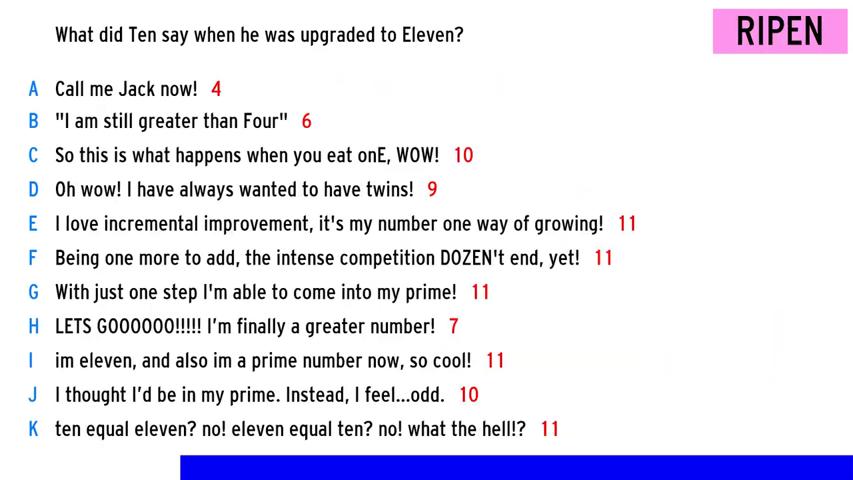 What did Ten say when he was upgraded to Eleven?
RIPEN
A Call me Jack now! 4
B "I am still greater than Four" 6
C So this is what happens when you eat onE, WOW! 10
D Oh wow! I have always wanted to have twins! 9
E I love incremental improvement, it's my number one way of growing! 11
F Being one more to add, the intense competition DOZEN't end, yet! 11
G With just one step I'm able to come into my prime! 11
H LETS GOOOOOO!!!!! I’m finally a greater number! 7
I im eleven, and also im a prime number now, so cool! 11
J I thought I’d be in my prime. Instead, I feel...odd. 10
K ten equal eleven? no! eleven equal ten? no! what the hell!? 11